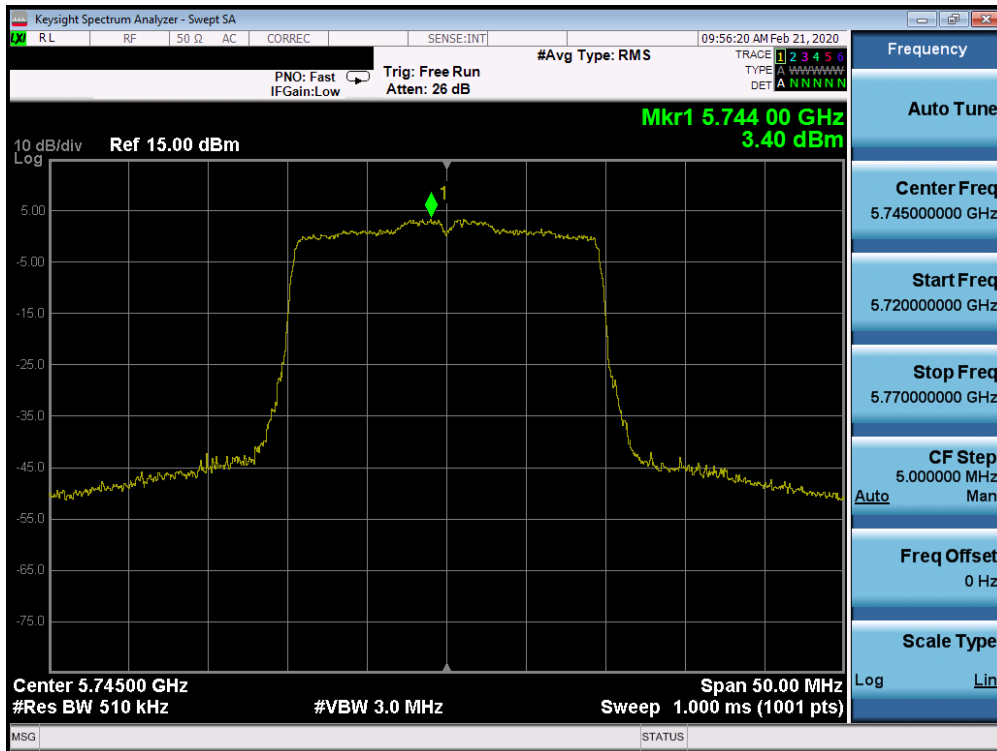 Keysight Spectrum Analyzer - Swept SA
LXI RL RF 50 Ω AC CORREC SENSE:INT 09:56:20 AM Feb 21, 2020
PNO: Fast
IFGain:Low
Trig: Free Run
Atten: 26 dB
#Avg Type: RMS
TRACE 1 2 3 4 5 6
TYPE A WWWWW
DET A N N N N N
Mkr1 5.744 00 GHz
3.40 dBm
10 dB/div Ref 15.00 dBm
Log
1
5.00
-5.00
-15.0
-25.0
-35.0
-45.0
-55.0
-65.0
-75.0
Center 5.74500 GHz Span 50.00 MHz
#Res BW 510 kHz #VBW 3.0 MHz Sweep 1.000 ms (1001 pts)
MSG STATUS
Frequency
Auto Tune
Center Freq
5.745000000 GHz
Start Freq
5.720000000 GHz
Stop Freq
5.770000000 GHz
CF Step
5.000000 MHz
Auto Man
Freq Offset
0 Hz
Scale Type
Log Lin